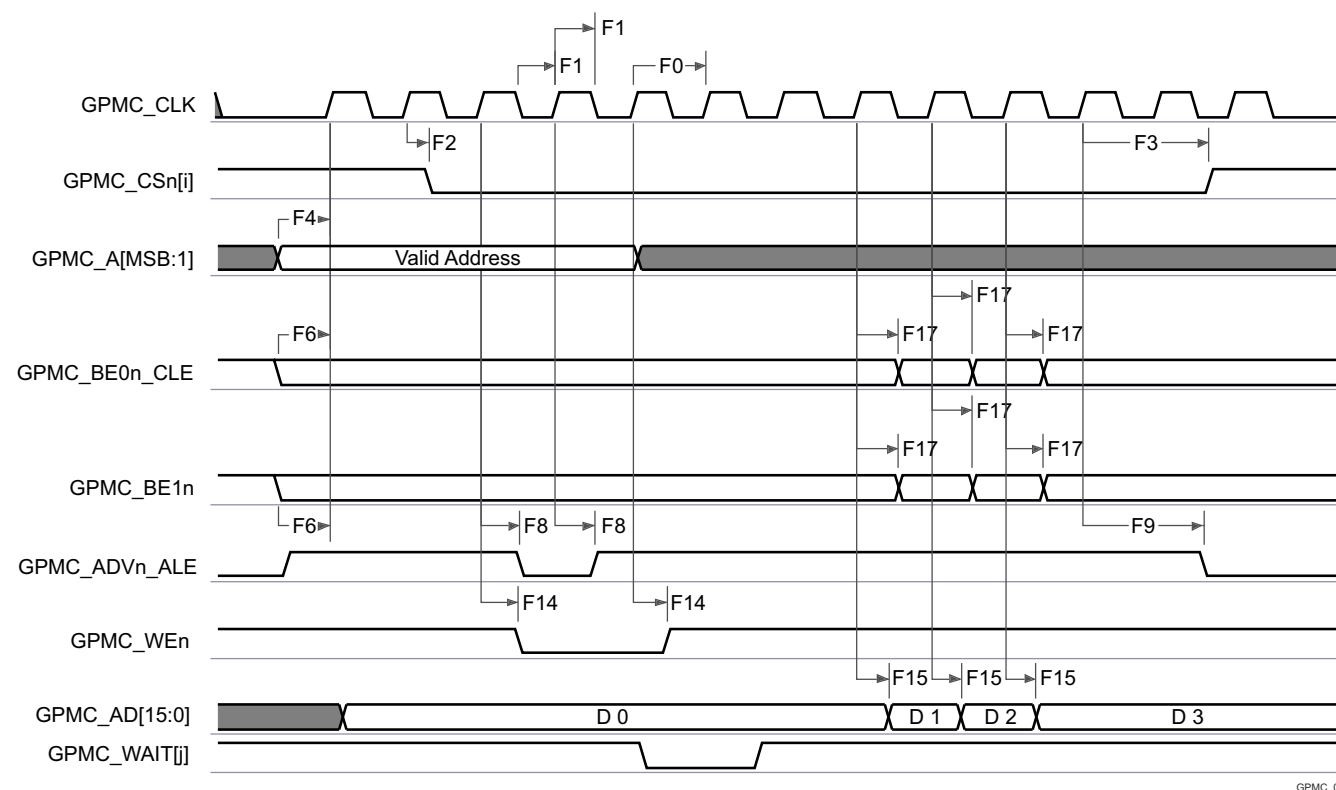 F1
F1
F0
GPMC_CLK
F2
F3
GPMC_CSn[i]
F4
GPMC_A[MSB:1]
Valid Address
F17
F6
F17
F17
GPMC_BE0n_CLE
F17
F17
F17
GPMC_BE1n
F6
F8
F8
F9
GPMC_ADVn_ALE
F14
F14
GPMC_WEn
F15
F15
F15
GPMC_AD[15:0]
D 0
D 1
D 2
D 3
GPMC_WAIT[j]